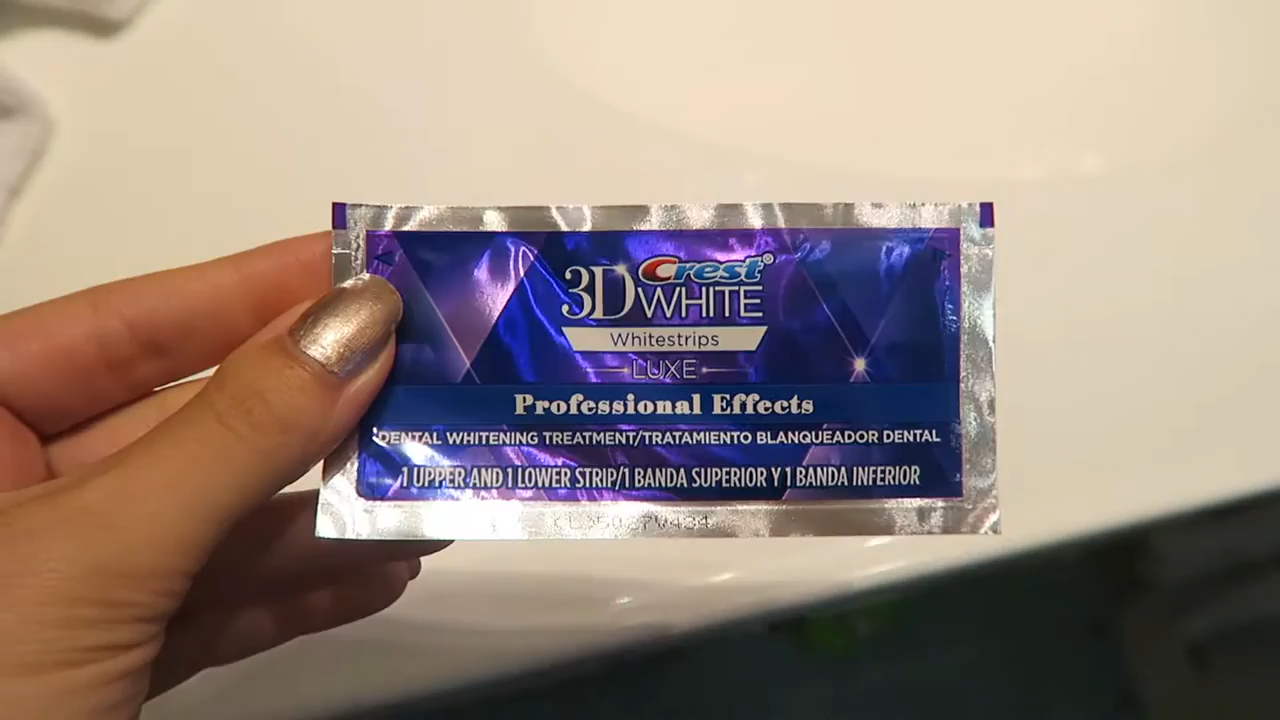 Crest®
3D WHITE
Whitestrips
LUXE
Professional Effects
DENTAL WHITENING TREATMENT/TRATAMIENTO BLANQUEADOR DENTAL
1 UPPER AND 1 LOWER STRIP/1 BANDA SUPERIOR Y 1 BANDA INFERIOR